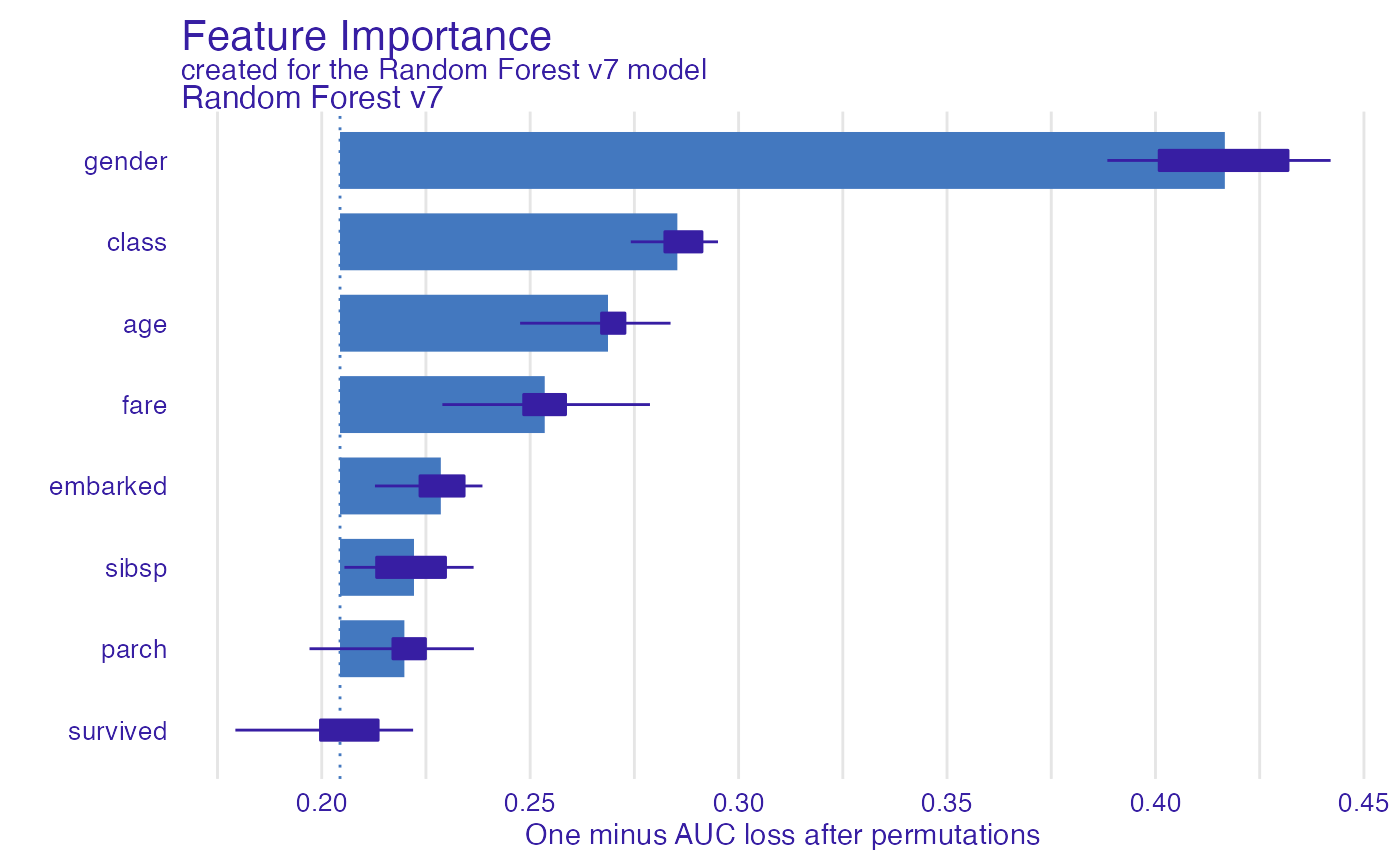 Feature Importance
created for the Random Forest v7 model
Random Forest v7
gender
class
age
fare
embarked
sibsp
parch
survived
0.20 0.25 0.30 0.35 0.40 0.45
One minus AUC loss after permutations